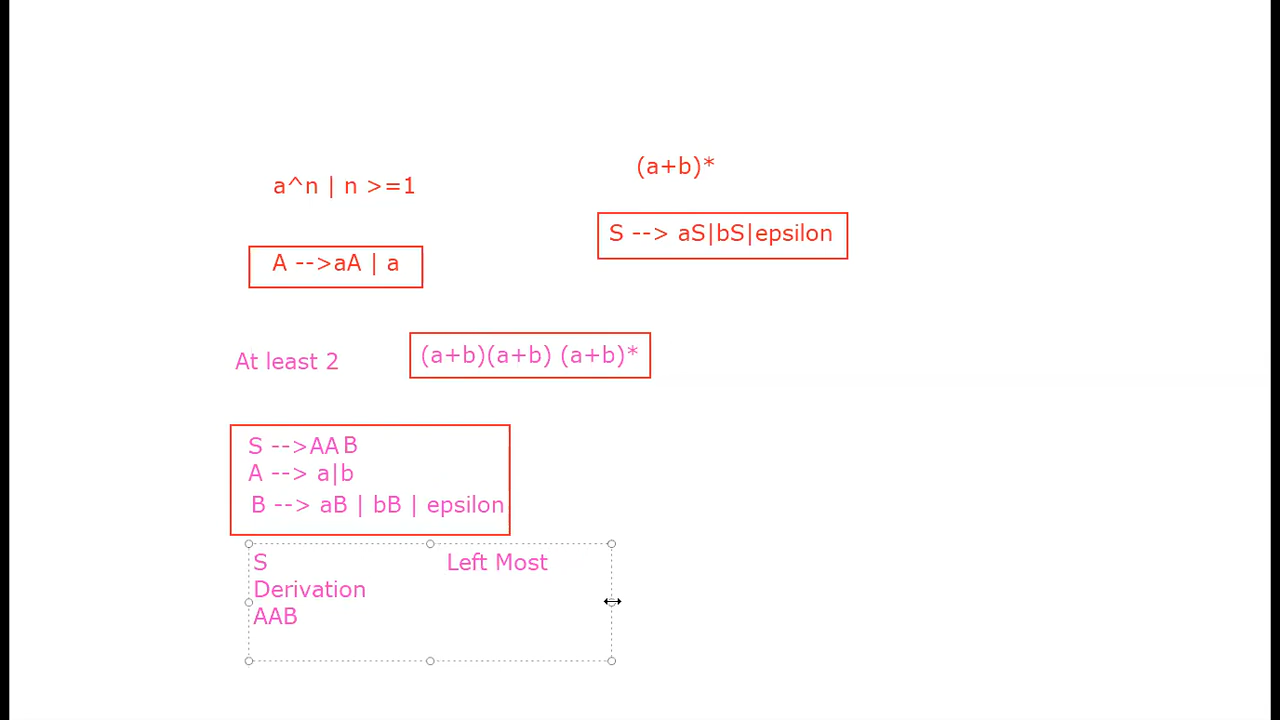 (a+b)*
a^n | n >=1
S --> aS|bS|epsilon
A -->aA | a
At least 2
(a+b)(a+b) (a+b)*
S -->AA B
A --> a|b
B --> aB | bB | epsilon
S Left Most
Derivation
AAB